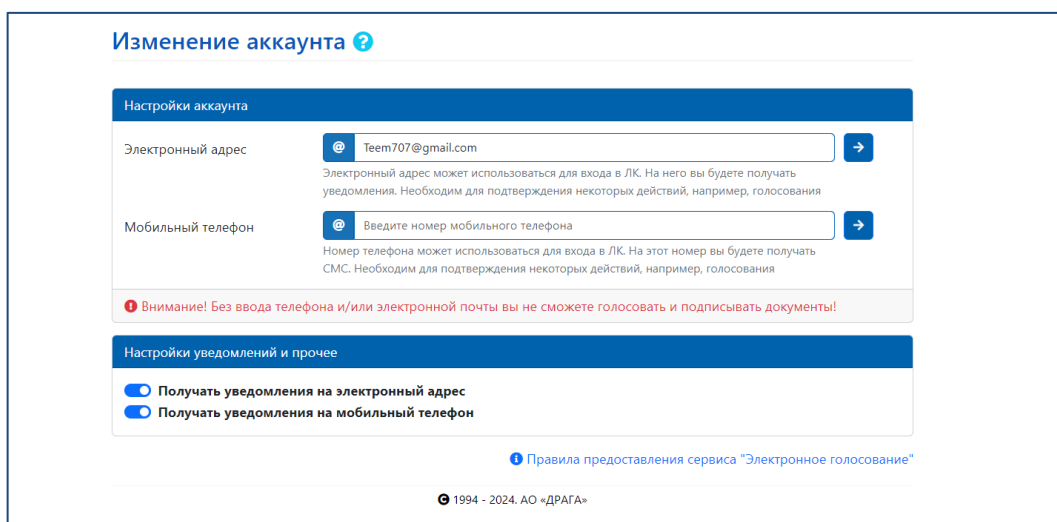 Изменение аккаунта ?
Настройки аккаунта
Электронный адрес
@ Teem707@gmail.com
Электронный адрес может использоваться для входа в ЛК. На него вы будете получать
уведомления. Необходим для подтверждения некоторых действий, например, голосования
Мобильный телефон
@ Введите номер мобильного телефона
Номер телефона может использоваться для входа в ЛК. На этот номер вы будете получать
СМС. Необходим для подтверждения некоторых действий, например, голосования
Внимание! Без ввода телефона и/или электронной почты вы не сможете голосовать и подписывать документы!
Настройки уведомлений и прочее
Получать уведомления на электронный адрес
Получать уведомления на мобильный телефон
Правила предоставления сервиса "Электронное голосование"
1994 - 2024. АО «ДРАГА»